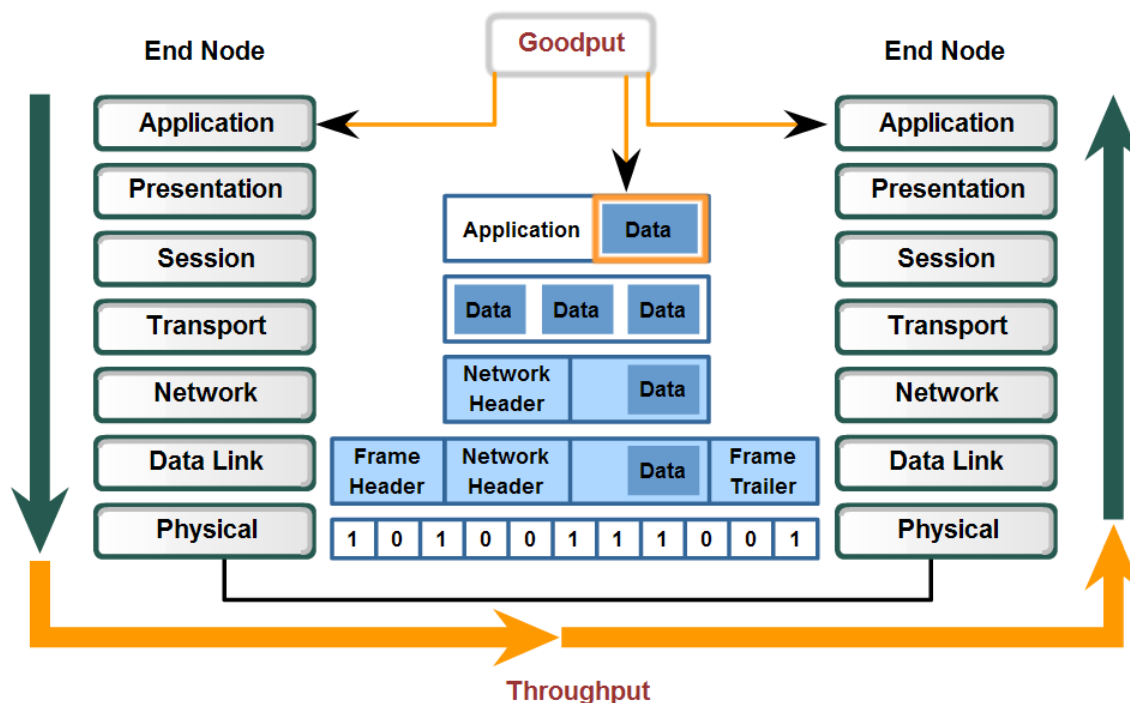 Goodput
End Node
End Node
Application
Application
Presentation
Presentation
Application Data
Session
Session
Data Data Data
Transport
Transport
Network
Header
Data
Network
Network
Frame
Header
Network
Header
Data
Frame
Trailer
Data Link
Data Link
Physical
1 0 1 0 0 1 1 1 0 0 1
Physical
Throughput